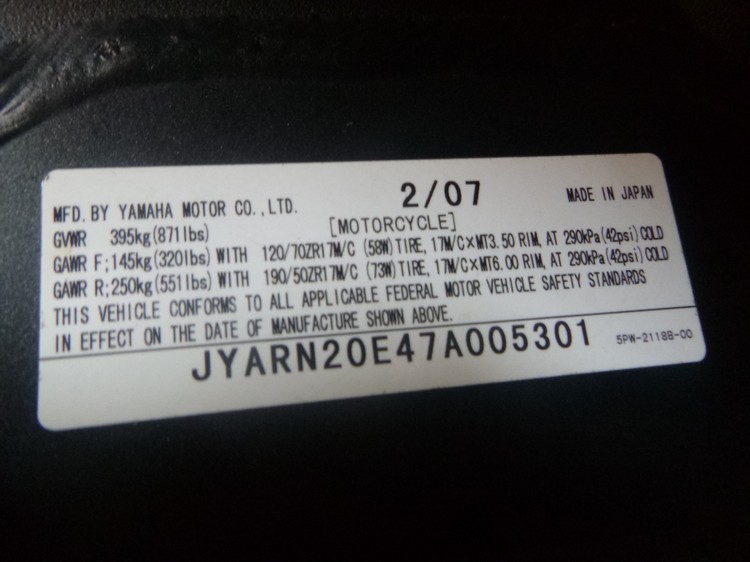 2/07
MFD. BY YAMAHA MOTOR CO.,LTD. MADE IN JAPAN
[MOTORCYCLE]
GVWR 395kg(871lbs)
GAWR F;145kg(320lbs) WITH 120/70ZR17M/C (58W) TIRE, 17M/C×MT3.50 RIM, AT 290kPa(42psi) COLD
GAWR R;250kg(551lbs) WITH 190/50ZR17M/C (73W) TIRE, 17M/C×MT6.00 RIM, AT 290kPa(42psi) COLD
THIS VEHICLE CONFORMS TO ALL APPLICABLE FEDERAL MOTOR VEHICLE SAFETY STANDARDS
IN EFFECT ON THE DATE OF MANUFACTURE SHOWN ABOVE.
JYARN20E47A005301
5PW-2118B-00